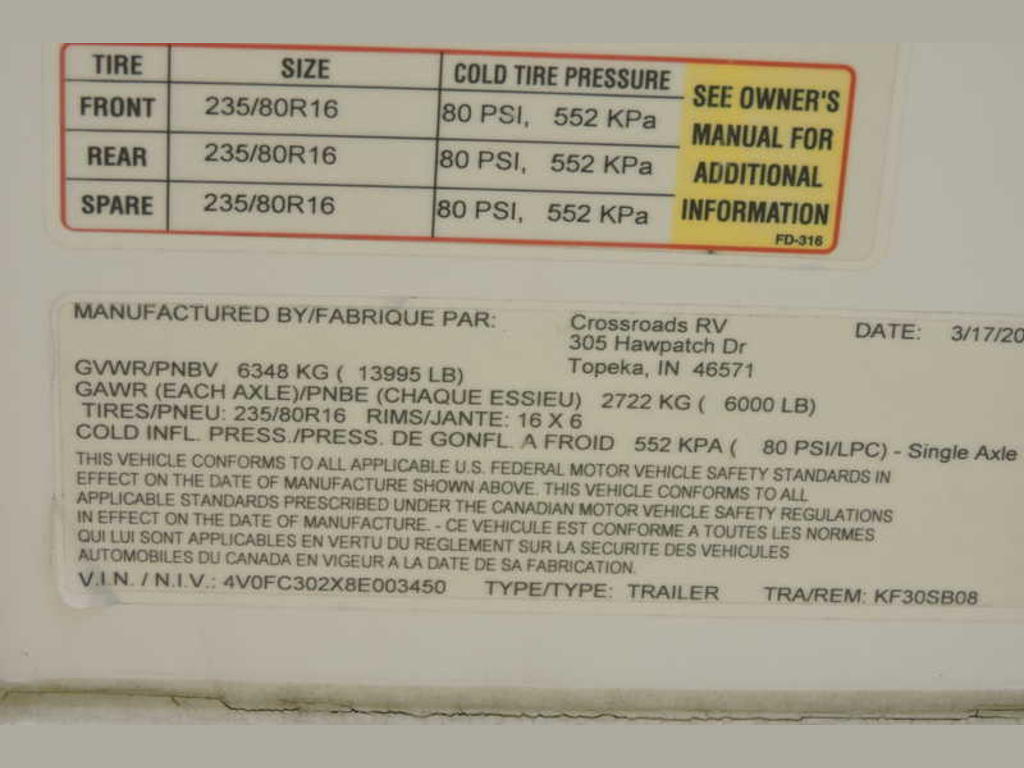 TIRE SIZE COLD TIRE PRESSURE
FRONT 235/80R16 80 PSI, 552 KPa
REAR 235/80R16 80 PSI, 552 KPa
SPARE 235/80R16 80 PSI, 552 KPa
SEE OWNER'S
MANUAL FOR
ADDITIONAL
INFORMATION
FD-316
MANUFACTURED BY/FABRIQUE PAR: Crossroads RV DATE: 3/17/20
305 Hawpatch Dr
Topeka, IN 46571
GVWR/PNBV 6348 KG ( 13995 LB)
GAWR (EACH AXLE)/PNBE (CHAQUE ESSIEU) 2722 KG ( 6000 LB)
TIRES/PNEU: 235/80R16 RIMS/JANTE: 16 X 6
COLD INFL. PRESS./PRESS. DE GONFL. A FROID 552 KPA ( 80 PSI/LPC) - Single Axle
THIS VEHICLE CONFORMS TO ALL APPLICABLE U.S. FEDERAL MOTOR VEHICLE SAFETY STANDARDS IN
EFFECT ON THE DATE OF MANUFACTURE SHOWN ABOVE. THIS VEHICLE CONFORMS TO ALL
APPLICABLE STANDARDS PRESCRIBED UNDER THE CANADIAN MOTOR VEHICLE SAFETY REGULATIONS
IN EFFECT ON THE DATE OF MANUFACTURE. - CE VEHICULE EST CONFORME A TOUTES LES NORMES
QUI LUI SONT APPLICABLES EN VERTU DU REGLEMENT SUR LA SECURITE DES VEHICULES
AUTOMOBILES DU CANADA EN VIGEUR A LA DATE DE SA FABRICATION.
V.I.N. / N.I.V.: 4V0FC302X8E003450 TYPE/TYPE: TRAILER TRA/REM: KF30SB08